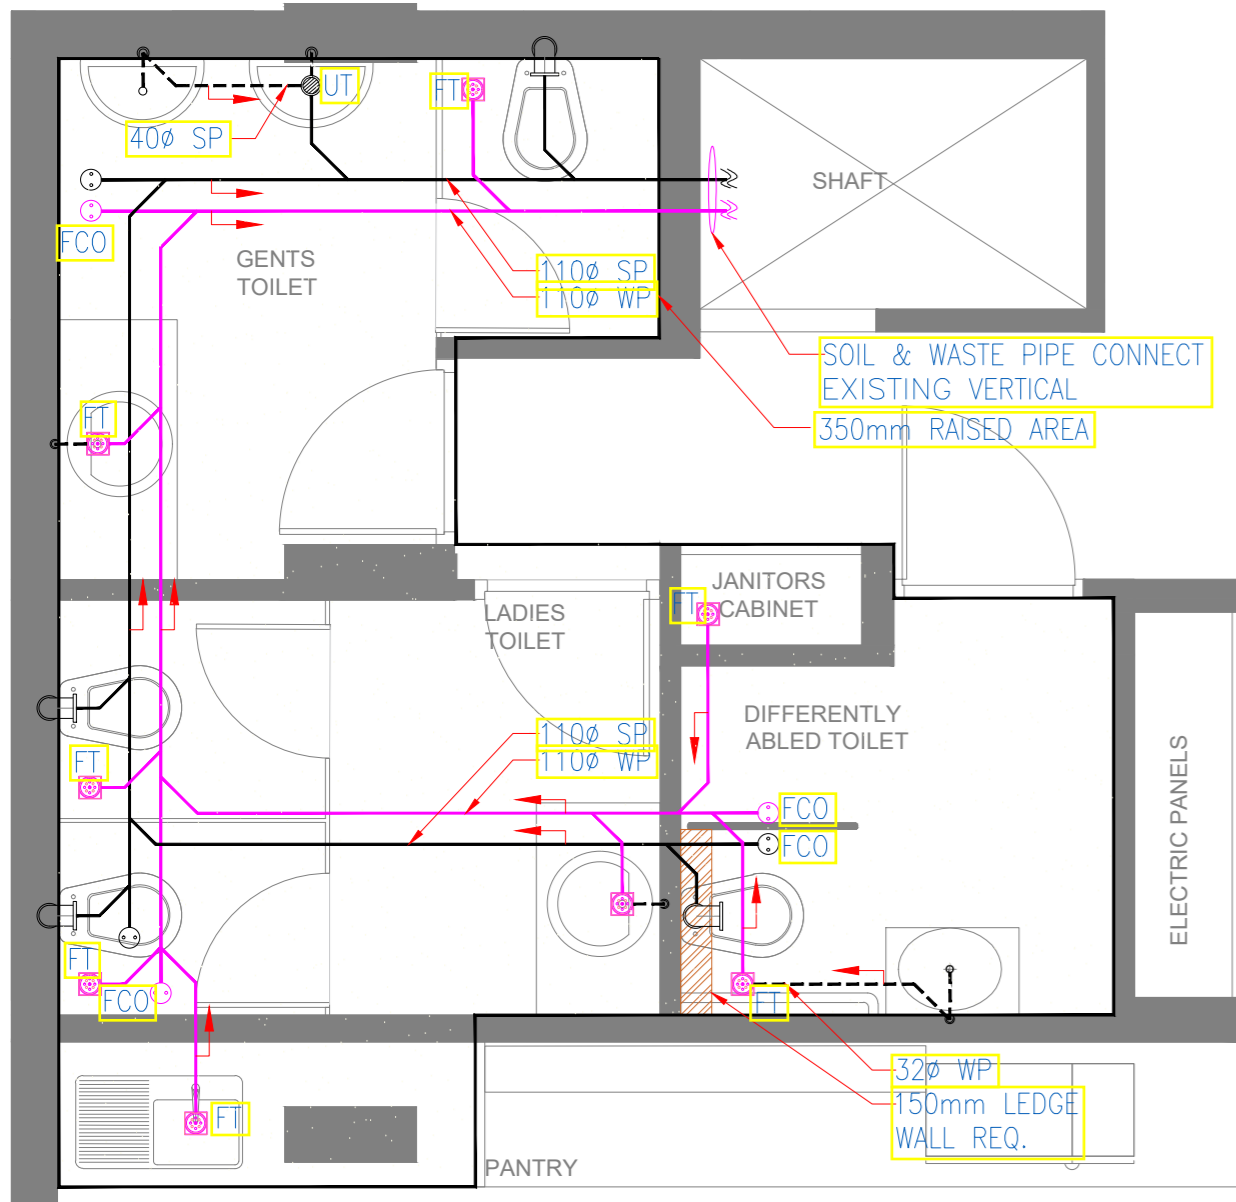 UT
FT
40ø SP
SHAFT
FCO
GENTS
TOILET
110ø SP
110ø WP
SOIL & WASTE PIPE CONNECT
EXISTING VERTICAL
FT
350mm RAISED AREA
JANITORS
CABINET
FT
LADIES
TOILET
DIFFERENTLY
ABLED TOILET
110ø SP
110ø WP
FT
ELECTRIC PANELS
FCO
FCO
FT
FCO
FT
32ø WP
150mm LEDGE
WALL REQ.
FT
PANTRY